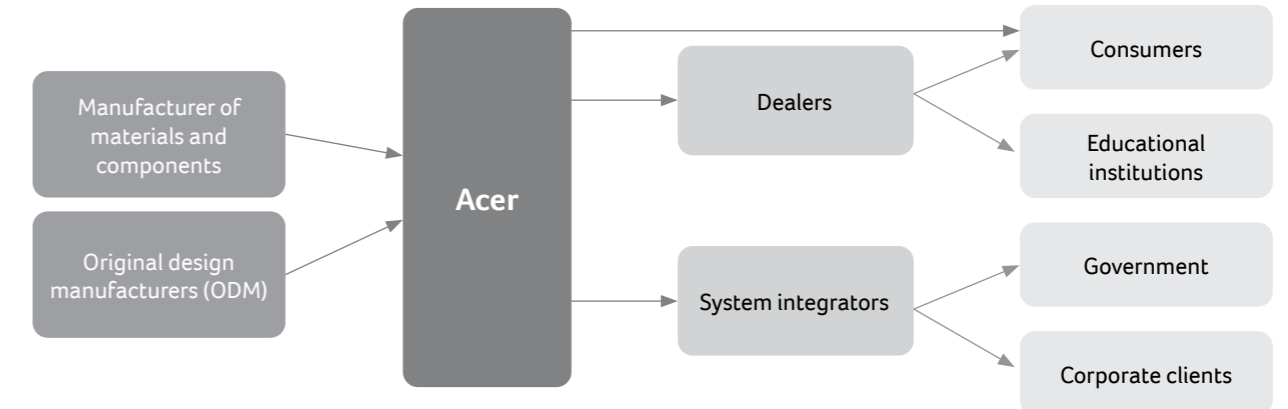 Manufacturer of
materials and
components
Original design
manufacturers (ODM)
Acer
Dealers
System integrators
Consumers
Educational
institutions
Government
Corporate clients